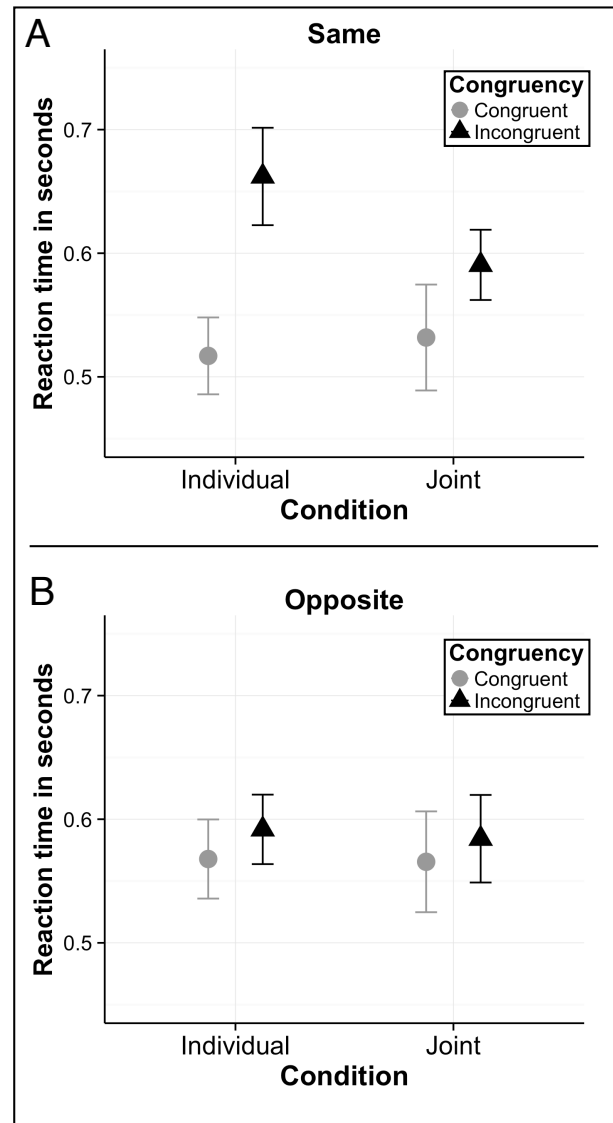 A
Same
Congruency
Congruent
Incongruent
Reaction time in seconds
0.7
0.6
0.5
Individual Joint
Condition
B
Opposite
Congruency
Congruent
Incongruent
Reaction time in seconds
0.7
0.6
0.5
Individual Joint
Condition